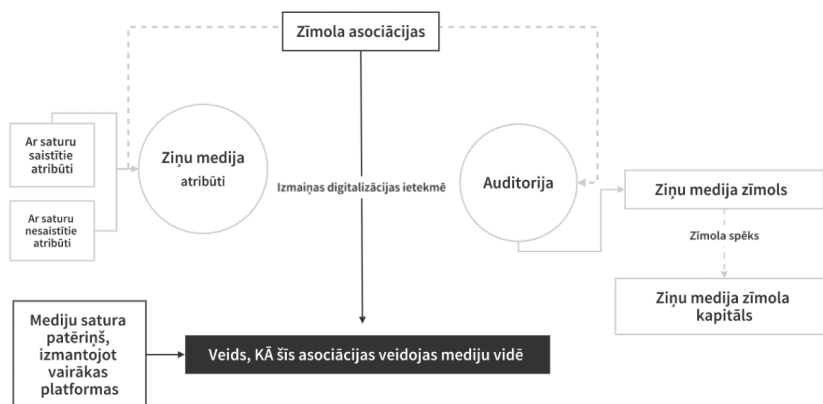 Zīmola asociācijas
Ar saturu
saistītie
atribūti
Ziņu medija
atribūti
Izmaiņas digitalizācijas ietekmē
Auditorija
Ziņu medija zīmols
Ar saturu
nesaistītie
atribūti
Zīmola spēks
Ziņu medija zīmola
kapitāls
Mediju satura
patēriņš,
izmantojot
vairākas
platformas
Veids, KĀ šīs asociācijas veidojas mediju vidē